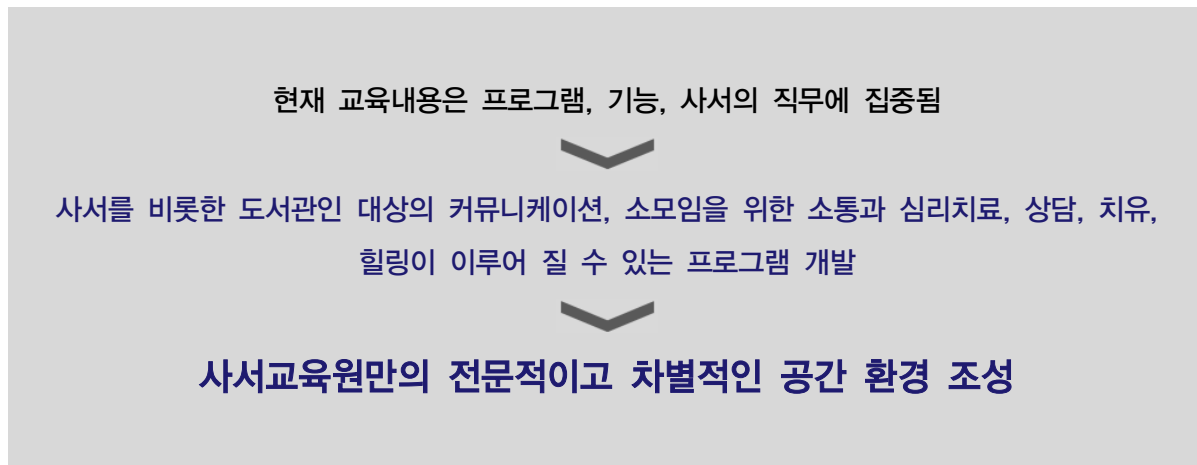 현재 교육내용은 프로그램, 기능, 사서의 직무에 집중됨
사서를 비롯한 도서관인 대상의 커뮤니케이션, 소모임을 위한 소통과 심리치료, 상담, 치유,
힐링이 이루어 질 수 있는 프로그램 개발
사서교육원만의 전문적이고 차별적인 공간 환경 조성